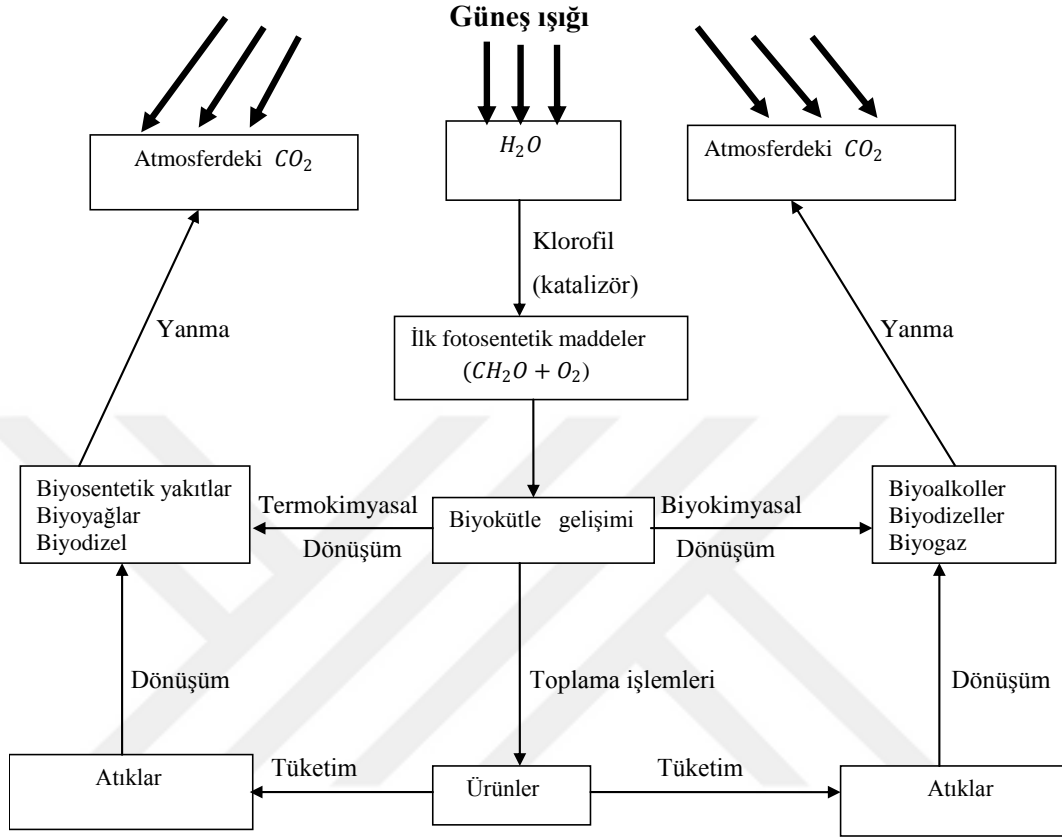 Güneş ışığı
Atmosferdeki CO₂
H₂O
Atmosferdeki CO₂
Klorofil
(katalizör)
Yanma
İlk fotosentetik maddeler
(CH₂O + O₂)
Yanma
Biyosentetik yakıtlar
Biyoyağlar
Biyodizel
Termokimyasal
Dönüşüm
Biyokütle gelişimi
Biyokimyasal
Dönüşüm
Biyoalkoller
Biyodizeller
Biyogaz
Dönüşüm
Toplama işlemleri
Dönüşüm
Atıklar
Tüketim
Ürünler
Tüketim
Atıklar